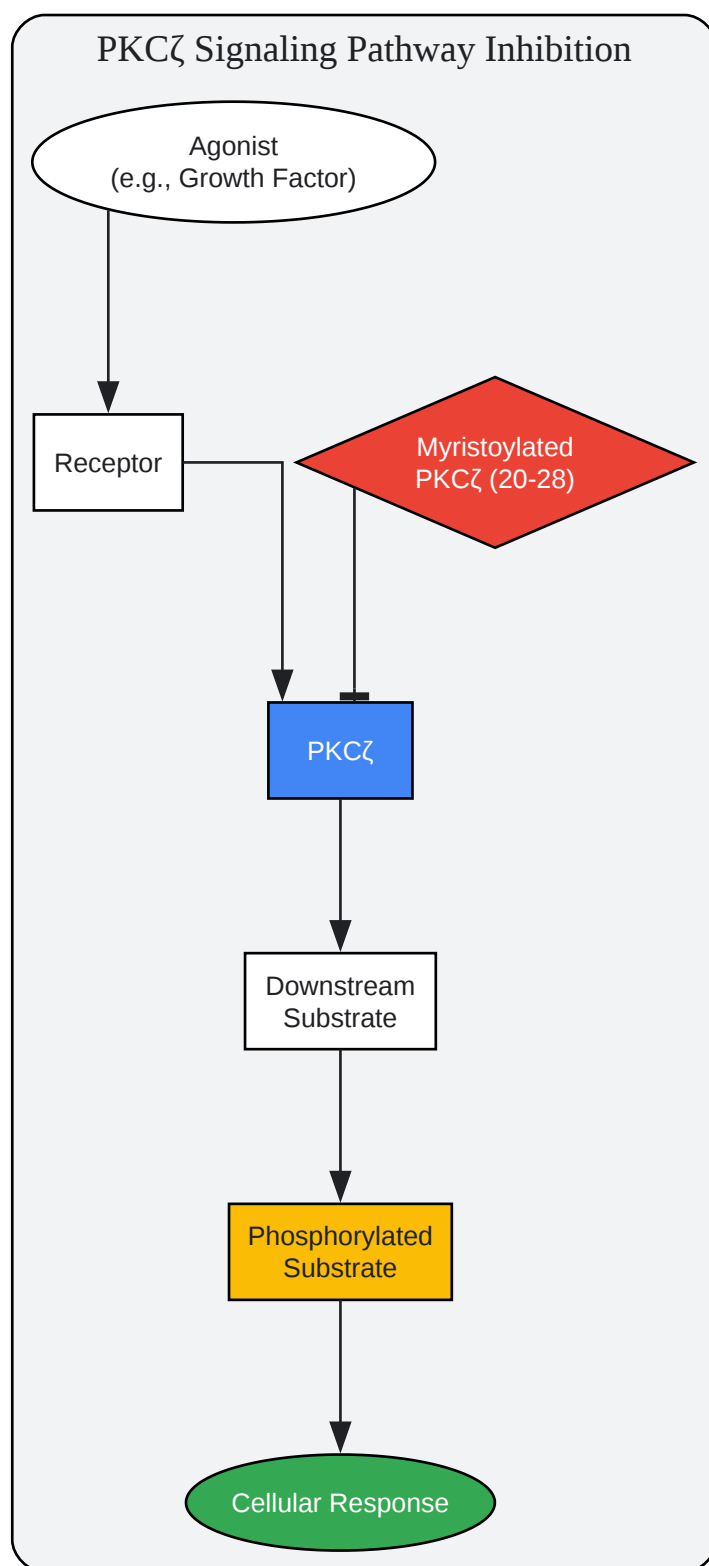 PKCζ Signaling Pathway Inhibition
Agonist
(e.g., Growth Factor)
Receptor
Myristoylated
PKCζ (20-28)
PKCζ
Downstream
Substrate
Phosphorylated
Substrate
Cellular Response